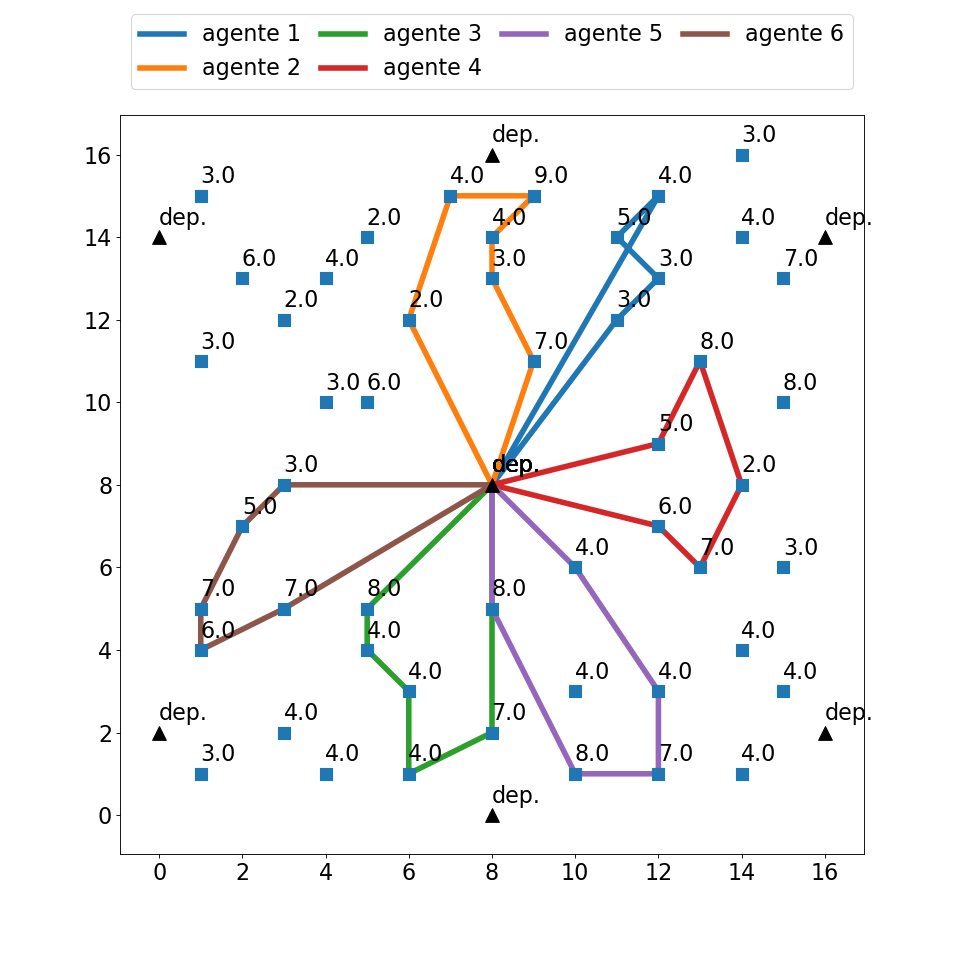 agente 1 agente 3 agente 5 agente 6
agente 2 agente 4
16 dep. 3.0
3.0 4.0 9.0 4.0
14 dep. 2.0 4.0 5.0 4.0 dep.
6.0 4.0 3.0 3.0 7.0
12 2.0 2.0 3.0
3.0 7.0 8.0
10 3.0 6.0 8.0
5.0
8 3.0 dep. 2.0
5.0 6.0
6 4.0 7.0 3.0
7.0 7.0 8.0 8.0
4 6.0 4.0 4.0
4.0 4.0 4.0 4.0
2 dep. 4.0 7.0 dep.
3.0 4.0 4.0 8.0 7.0 4.0
0 dep.
0 2 4 6 8 10 12 14 16